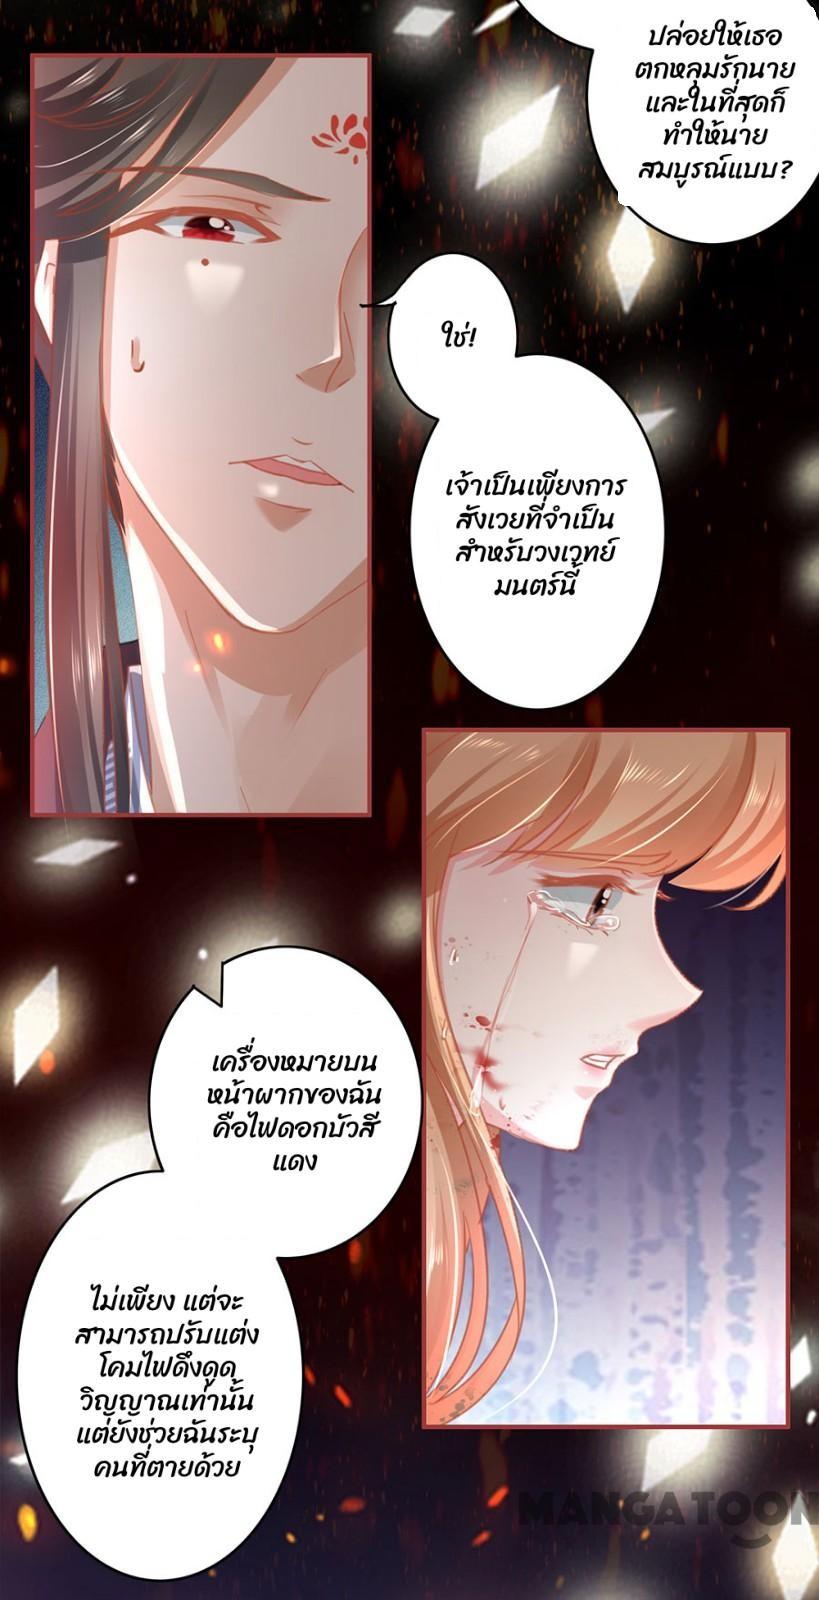 ปล่อยให้เธอ
ตกหลุมรักนาย
และในที่สุดก็
ทำให้นาย
สมบูรณ์แบบ?
ใช่!
เจ้าเป็นเพียงการ
สังเวยที่จำเป็น
สำหรับวงเวทย์
มนตร์นี้
เครื่องหมายบน
หน้าผากของฉัน
คือไฟดอกบัวสี
แดง
ไม่เพียง แต่จะ
สามารถปรับแต่ง
โคมไฟดึงดูด
วิญญาณเท่านั้น
แต่ยังช่วยฉันระบุ
คนที่ตายด้วย
MANGATOON